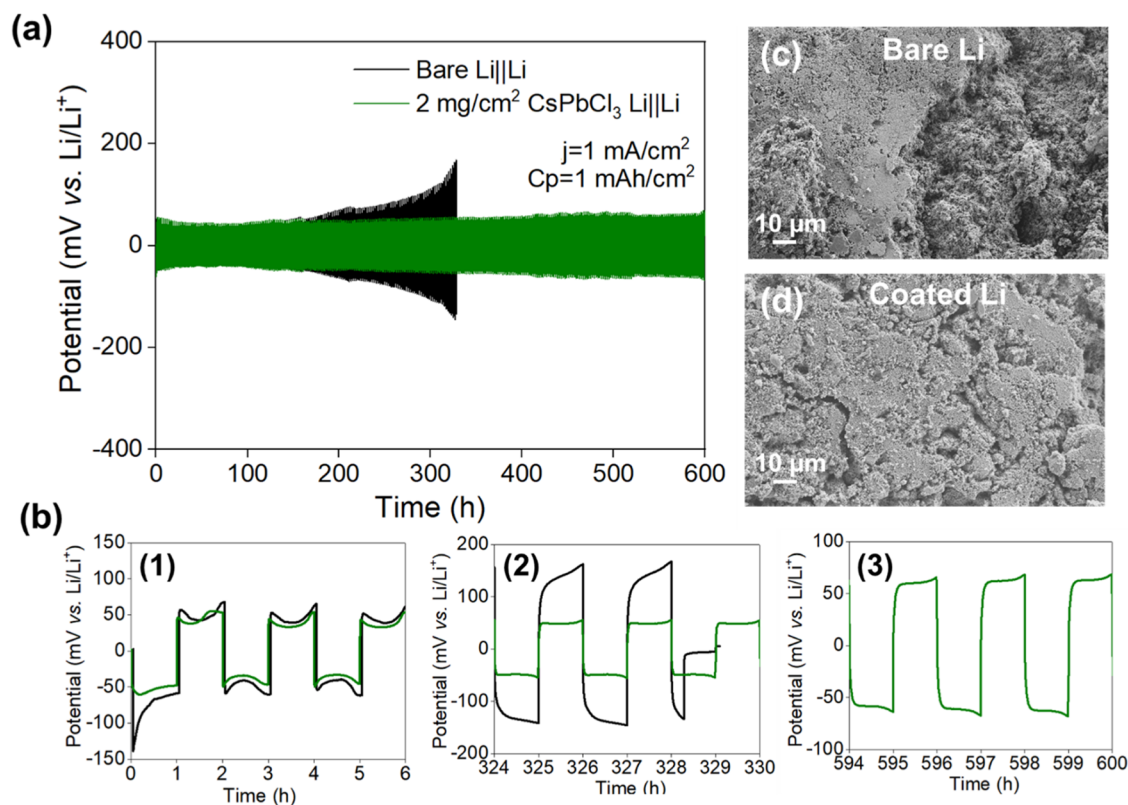 (a)
400
200
0
-200
-400
Potential (mV vs. Li/Li⁺)
Bare Li||Li
2 mg/cm² CsPbCl₃ Li||Li
j=1 mA/cm²
Cp=1 mAh/cm²
0 100 200 300 400 500 600
Time (h)
(c)
Bare Li
10 µm
(d)
Coated Li
10 µm
(b)
(1)
150
100
50
0
-50
-100
-150
Potential (mV vs. Li/Li⁺)
0 1 2 3 4 5 6
Time (h)
(2)
200
100
0
-100
-200
Potential (mV vs. Li/Li⁺)
324 325 326 327 328 329 330
Time (h)
(3)
100
50
0
-50
-100
Potential (mV vs. Li/Li⁺)
594 595 596 597 598 599 600
Time (h)